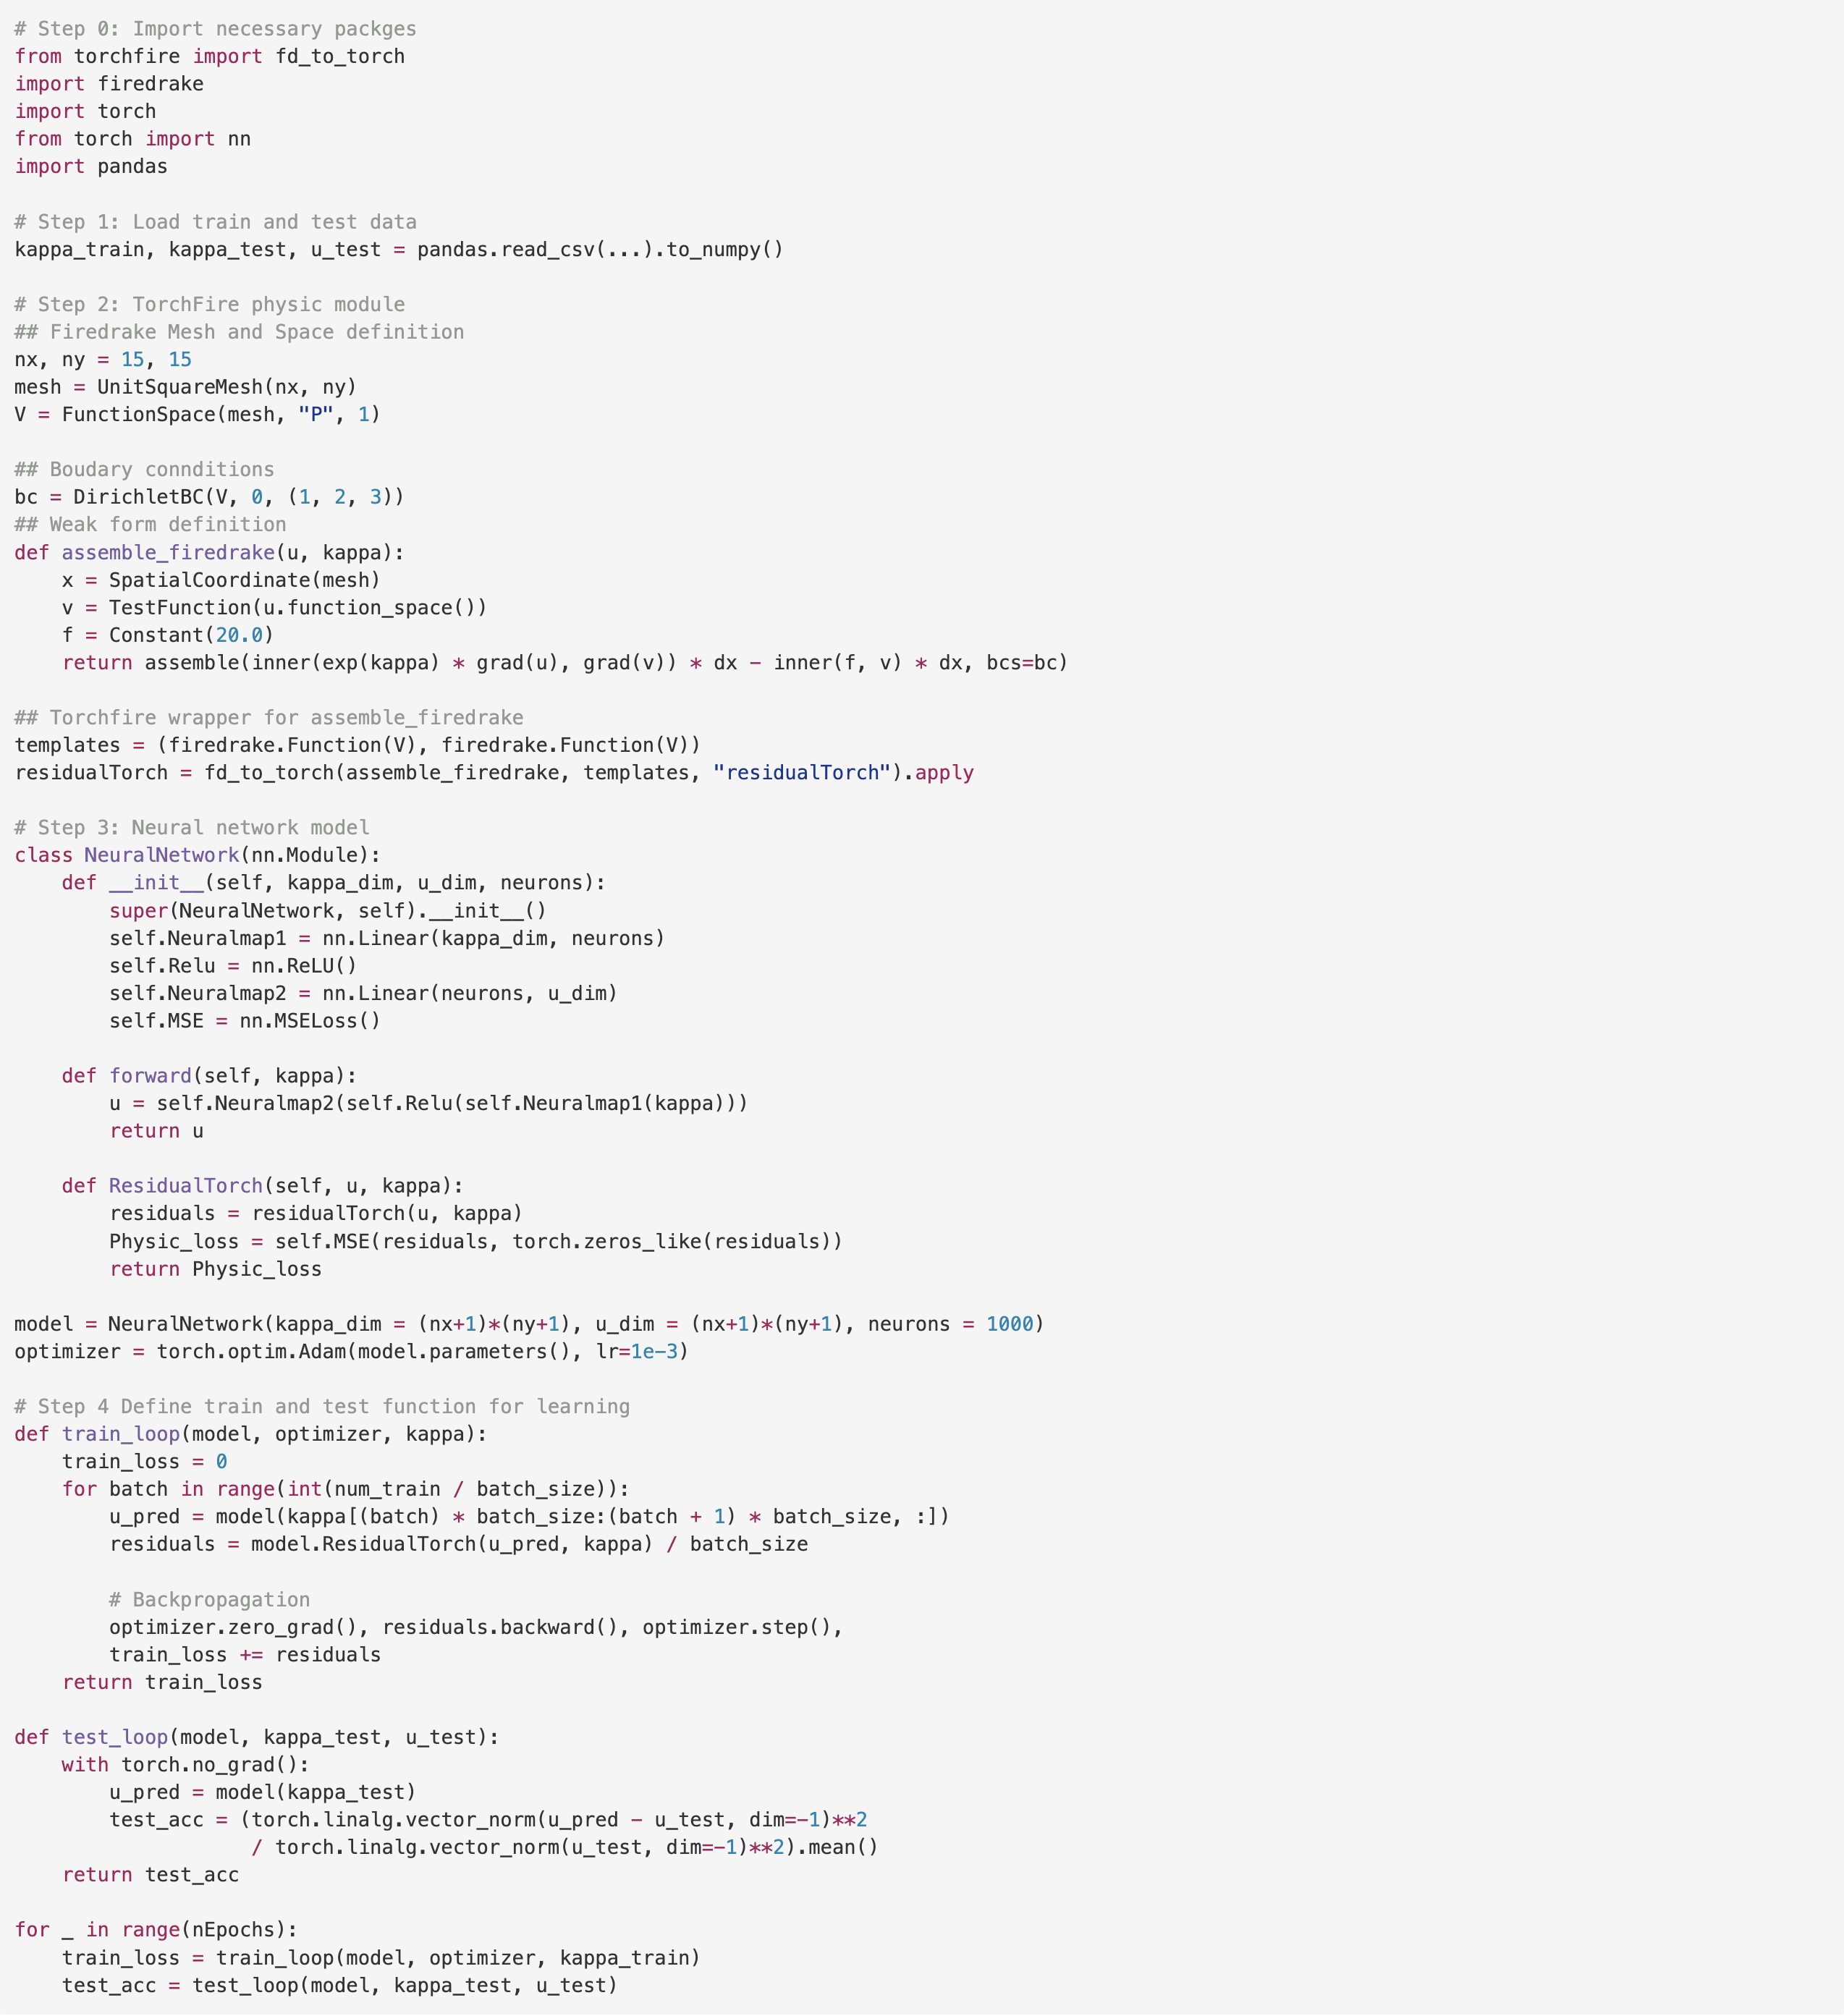 # Step 0: Import necessary packges
from torchfire import fd_to_torch
import firedrake
import torch
from torch import nn
import pandas

# Step 1: Load train and test data
kappa_train, kappa_test, u_test = pandas.read_csv(...).to_numpy()

# Step 2: TorchFire physic module
## Firedrake Mesh and Space definition
nx, ny = 15, 15
mesh = UnitSquareMesh(nx, ny)
V = FunctionSpace(mesh, "P", 1)

## Boudary connditions
bc = DirichletBC(V, 0, (1, 2, 3))
## Weak form definition
def assemble_firedrake(u, kappa):
    x = SpatialCoordinate(mesh)
    v = TestFunction(u.function_space())
    f = Constant(20.0)
    return assemble(inner(exp(kappa) * grad(u), grad(v)) * dx - inner(f, v) * dx, bcs=bc)

## Torchfire wrapper for assemble_firedrake
templates = (firedrake.Function(V), firedrake.Function(V))
residualTorch = fd_to_torch(assemble_firedrake, templates, "residualTorch").apply

# Step 3: Neural network model
class NeuralNetwork(nn.Module):
    def __init__(self, kappa_dim, u_dim, neurons):
        super(NeuralNetwork, self).__init__()
        self.Neuralmap1 = nn.Linear(kappa_dim, neurons)
        self.Relu = nn.ReLU()
        self.Neuralmap2 = nn.Linear(neurons, u_dim)
        self.MSE = nn.MSELoss()

    def forward(self, kappa):
        u = self.Neuralmap2(self.Relu(self.Neuralmap1(kappa)))
        return u

    def ResidualTorch(self, u, kappa):
        residuals = residualTorch(u, kappa)
        Physic_loss = self.MSE(residuals, torch.zeros_like(residuals))
        return Physic_loss

model = NeuralNetwork(kappa_dim = (nx+1)*(ny+1), u_dim = (nx+1)*(ny+1), neurons = 1000)
optimizer = torch.optim.Adam(model.parameters(), lr=1e-3)

# Step 4 Define train and test function for learning
def train_loop(model, optimizer, kappa):
    train_loss = 0
    for batch in range(int(num_train / batch_size)):
        u_pred = model(kappa[(batch) * batch_size:(batch + 1) * batch_size, :])
        residuals = model.ResidualTorch(u_pred, kappa) / batch_size

        # Backpropagation
        optimizer.zero_grad(), residuals.backward(), optimizer.step(),
        train_loss += residuals
    return train_loss

def test_loop(model, kappa_test, u_test):
    with torch.no_grad():
        u_pred = model(kappa_test)
        test_acc = (torch.linalg.vector_norm(u_pred - u_test, dim=-1)**2
                    / torch.linalg.vector_norm(u_test, dim=-1)**2).mean()
    return test_acc

for _ in range(nEpochs):
    train_loss = train_loop(model, optimizer, kappa_train)
    test_acc = test_loop(model, kappa_test, u_test)